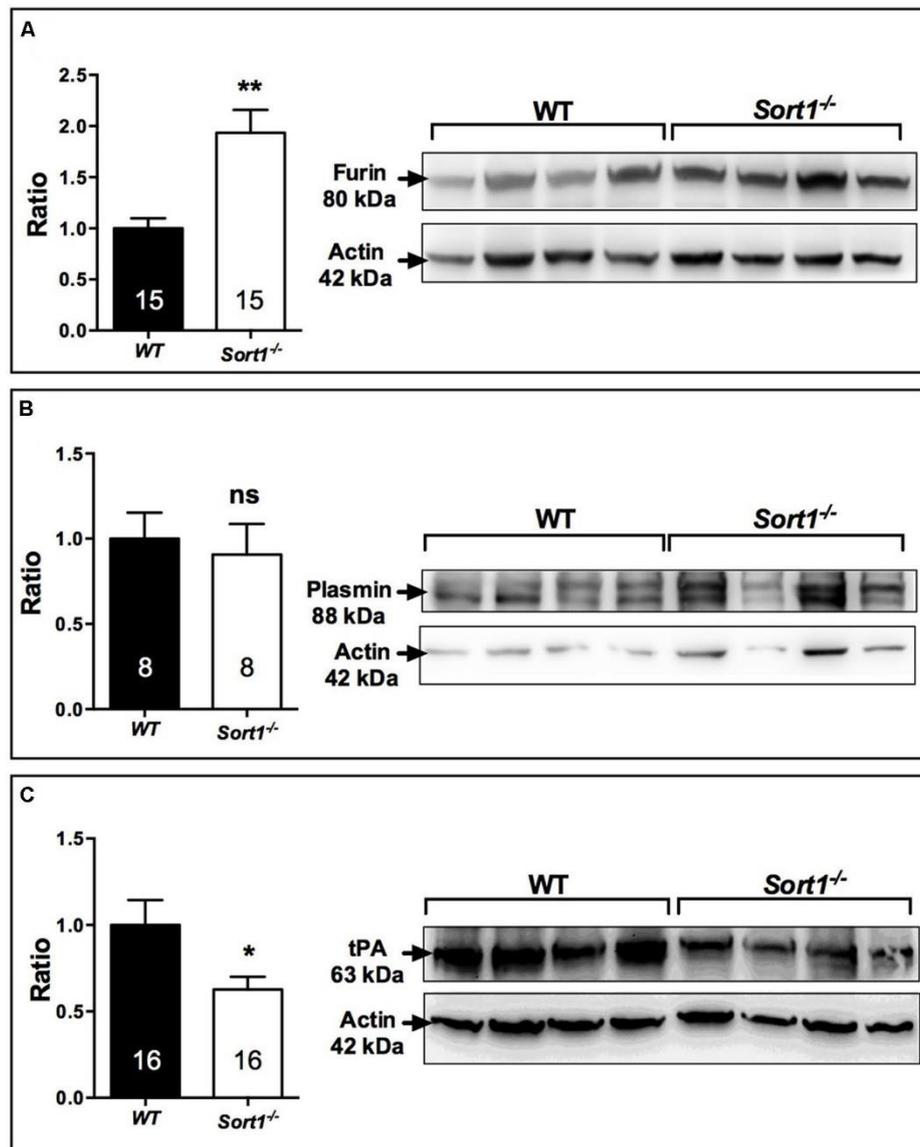 A
Ratio
2.5
2.0
1.5
1.0
0.5
0.0
**
15
15
WT
Sort1-/-
WT
Sort1-/-
Furin
80 kDa
Actin
42 kDa
B
Ratio
1.5
1.0
0.5
0.0
ns
8
8
WT
Sort1-/-
WT
Sort1-/-
Plasmin
88 kDa
Actin
42 kDa
C
Ratio
1.5
1.0
0.5
0.0
*
16
16
WT
Sort1-/-
WT
Sort1-/-
tPA
63 kDa
Actin
42 kDa